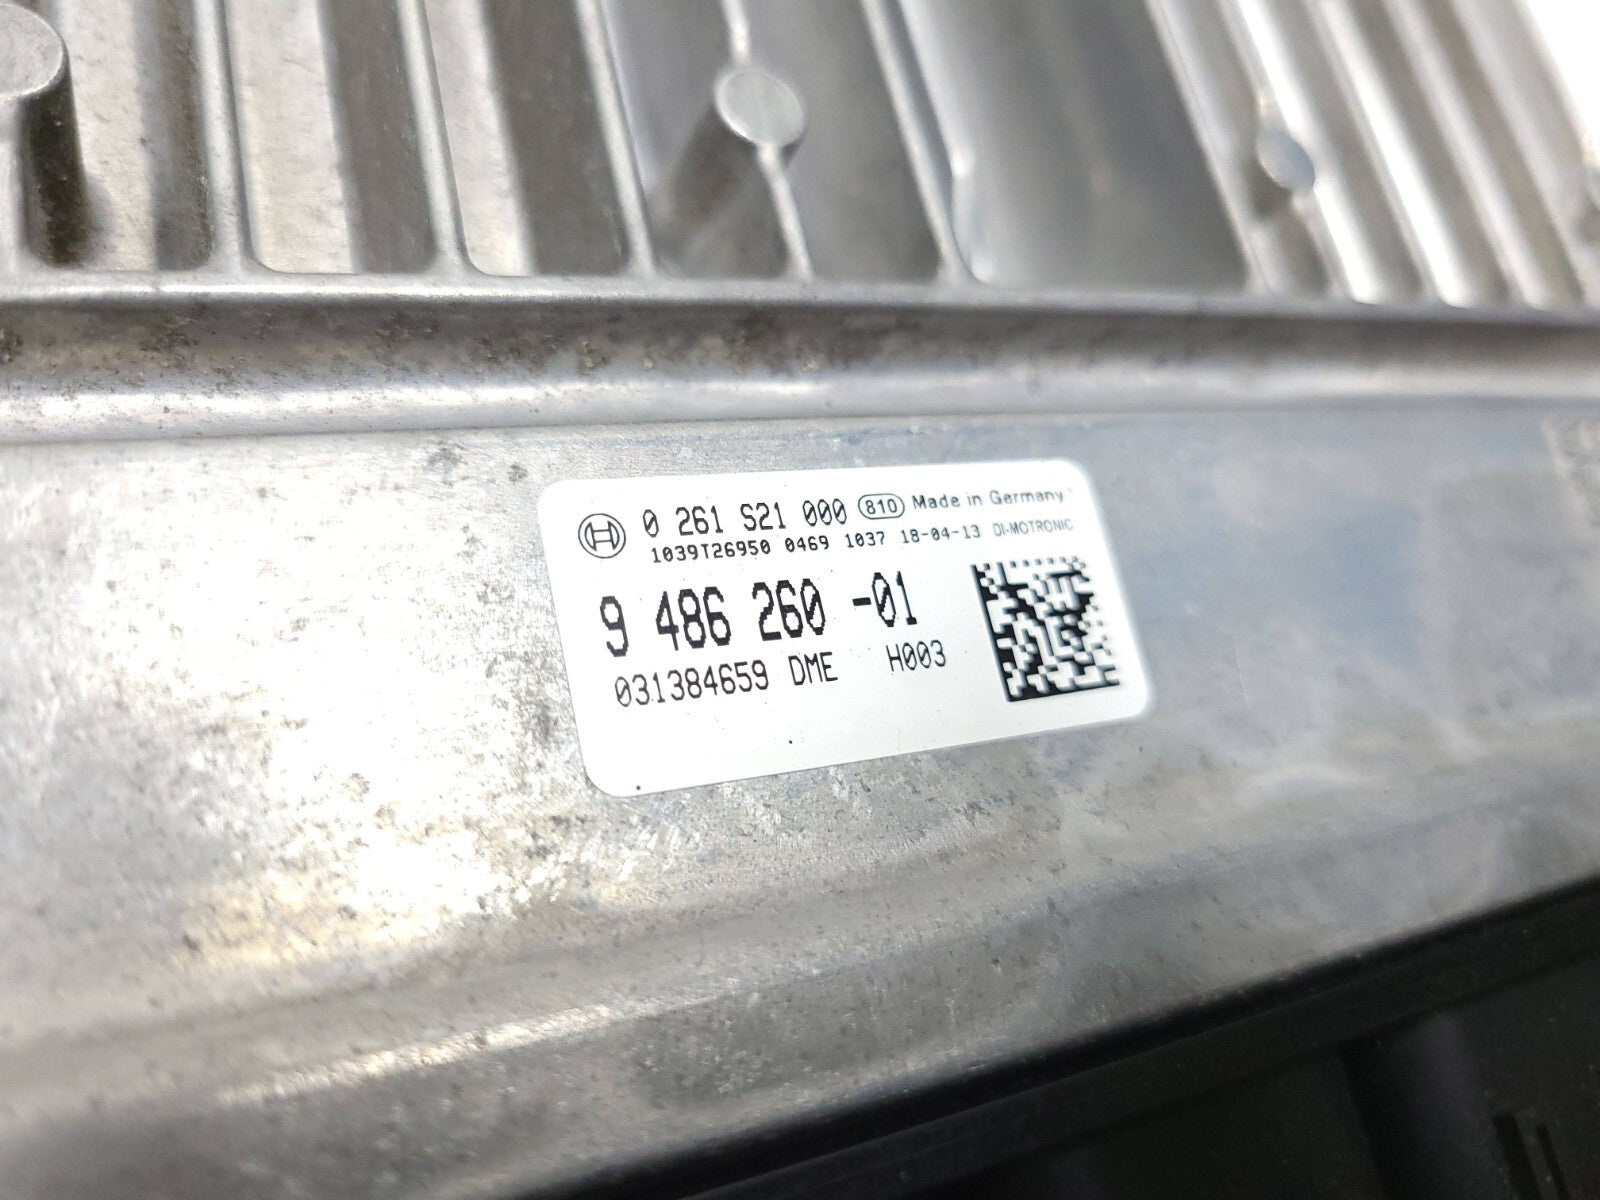 0 261 S21 000 810 Made in Germany
1039T26950 0469 1037 18-04-13 DI-MOTRONIC
9 486 260 -01
031384659 DME H003